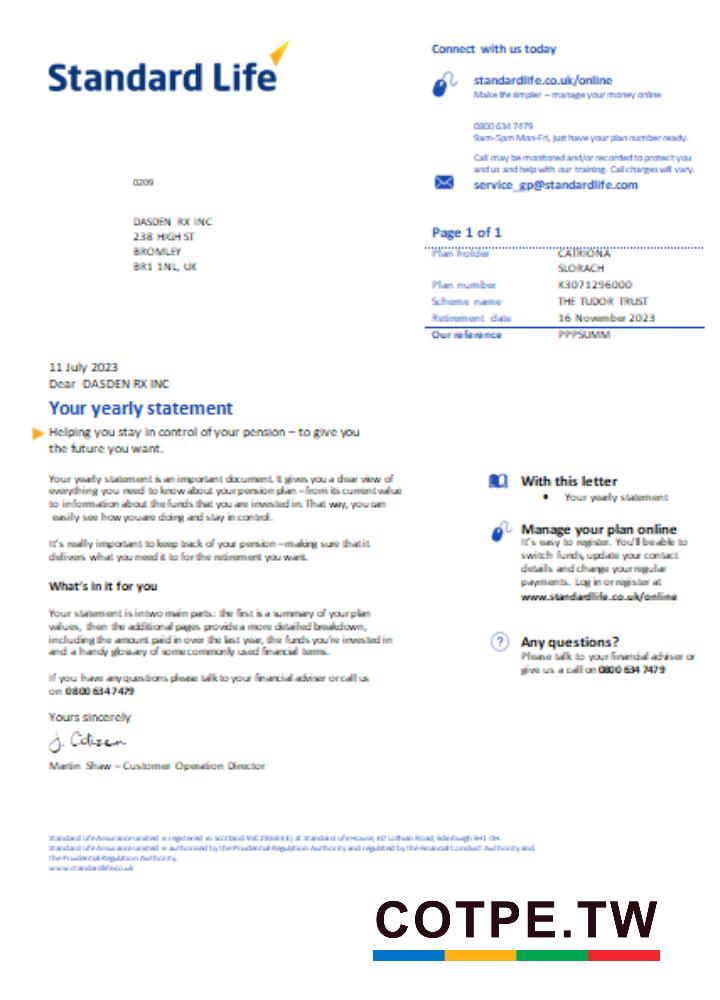 Standard Life
Connect with us today
standardlife.co.uk/online
Make life simpler – manage your money online
0800 634 7479
9am-5pm Mon-Fri, just have your plan number ready.
Call may be monitored and/or recorded to protect you
and us and help with our training. Call charges will vary.
service_gp@standardlife.com
0209
DASDEN RX INC
238 HIGH ST
BROMLEY
BR1 1NL, UK
Page 1 of 1
Plan holder CATRIONA
SLORACH
Plan number K3071296000
Scheme name THE TUDOR TRUST
Retirement date 16 November 2023
Our reference PPPSUMM
11 July 2023
Dear DASDEN RX INC
Your yearly statement
Helping you stay in control of your pension – to give you
the future you want.
Your yearly statement is an important document. It gives you a clear view of
everything you need to know about your pension plan – from its current value
to information about the funds that you are invested in. That way, you can
easily see how you are doing and stay in control.
It's really important to keep track of your pension – making sure that it
delivers what you need it to for the retirement you want.
What's in it for you
Your statement is in two main parts: the first is a summary of your plan
values, then the additional pages provide a more detailed breakdown,
including the amount paid in over the last year, the funds you're invested in
and a handy glossary of some commonly used financial terms.
If you have any questions please talk to your financial adviser or call us
on 0800 634 7479
Yours sincerely
J. Citizen
Martin Shaw – Customer Operation Director
With this letter
• Your yearly statement
Manage your plan online
It's easy to register. You'll be able to
switch funds, update your contact
details and change your regular
payments. Log in or register at
www.standardlife.co.uk/online
Any questions?
Please talk to your financial adviser or
give us a call on 0800 634 7479
Standard Life Assurance Limited is registered in Scotland at Standard Life House, 30 Lothian Road, Edinburgh EH1 DH.
Standard Life Assurance Limited is authorised by the Prudential Regulation Authority and regulated by the Financial Conduct Authority and
the Prudential Regulation Authority.
www.standardlife.co.uk
COTPE.TW